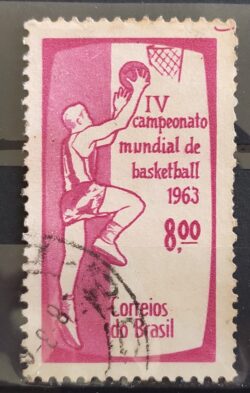 IV
campeonato
mundial de
basketball
1963
8,00
Correios
do Brasil